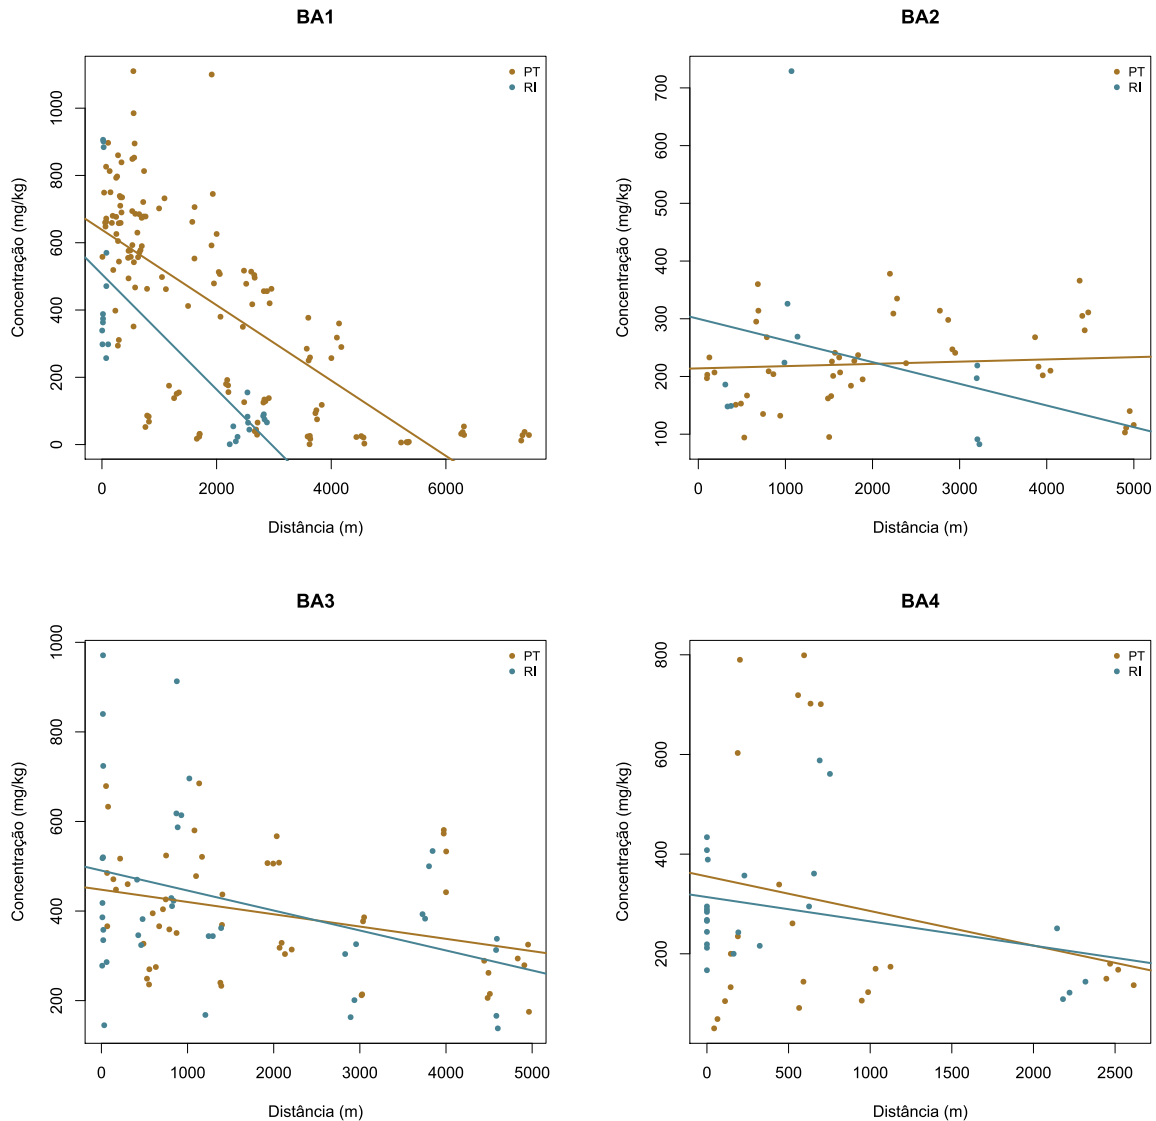 BA1
PT
RI
Concentração (mg/kg)
1000
800
600
400
200
0
0 2000 4000 6000
Distância (m)
BA2
PT
RI
Concentração (mg/kg)
700
600
500
400
300
200
100
0 1000 2000 3000 4000 5000
Distância (m)
BA3
PT
RI
Concentração (mg/kg)
1000
800
600
400
200
0 1000 2000 3000 4000 5000
Distância (m)
BA4
PT
RI
Concentração (mg/kg)
800
600
400
200
0 500 1000 1500 2000 2500
Distância (m)